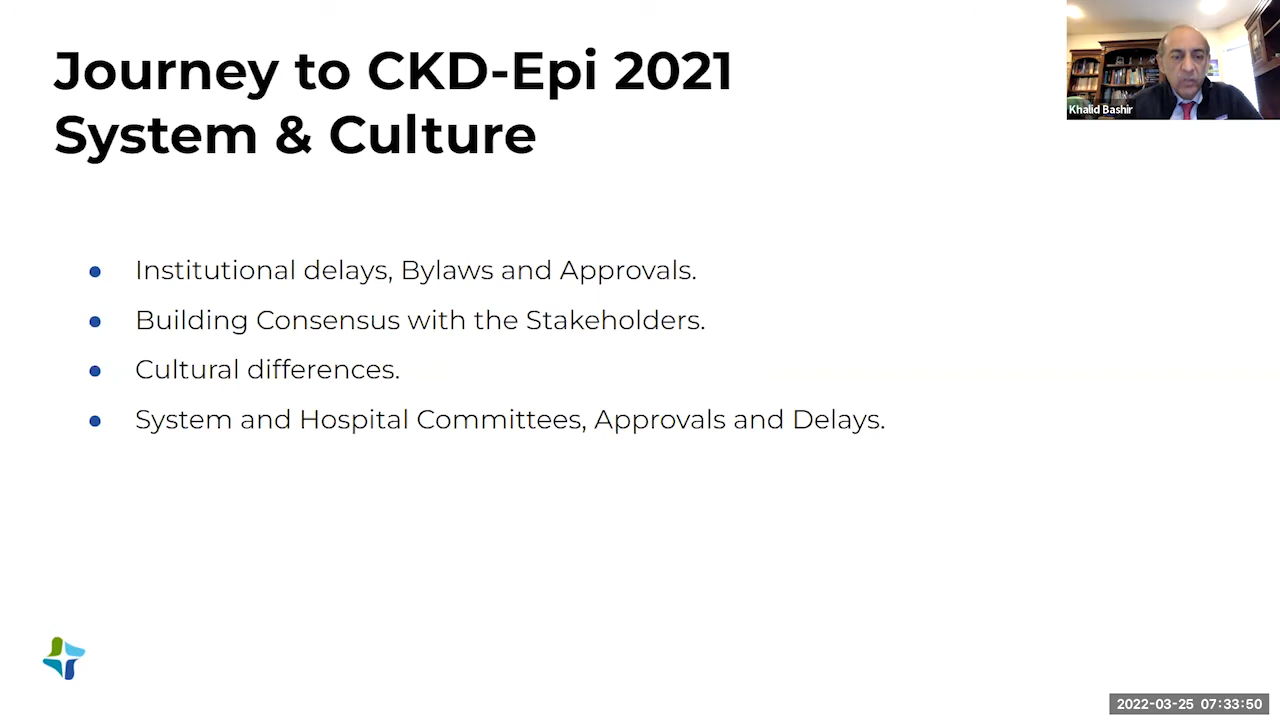 Journey to CKD-Epi 2021
System & Culture
Khalid Bashir
● Institutional delays, Bylaws and Approvals.
● Building Consensus with the Stakeholders.
● Cultural differences.
● System and Hospital Committees, Approvals and Delays.
2022-03-25 07:33:50